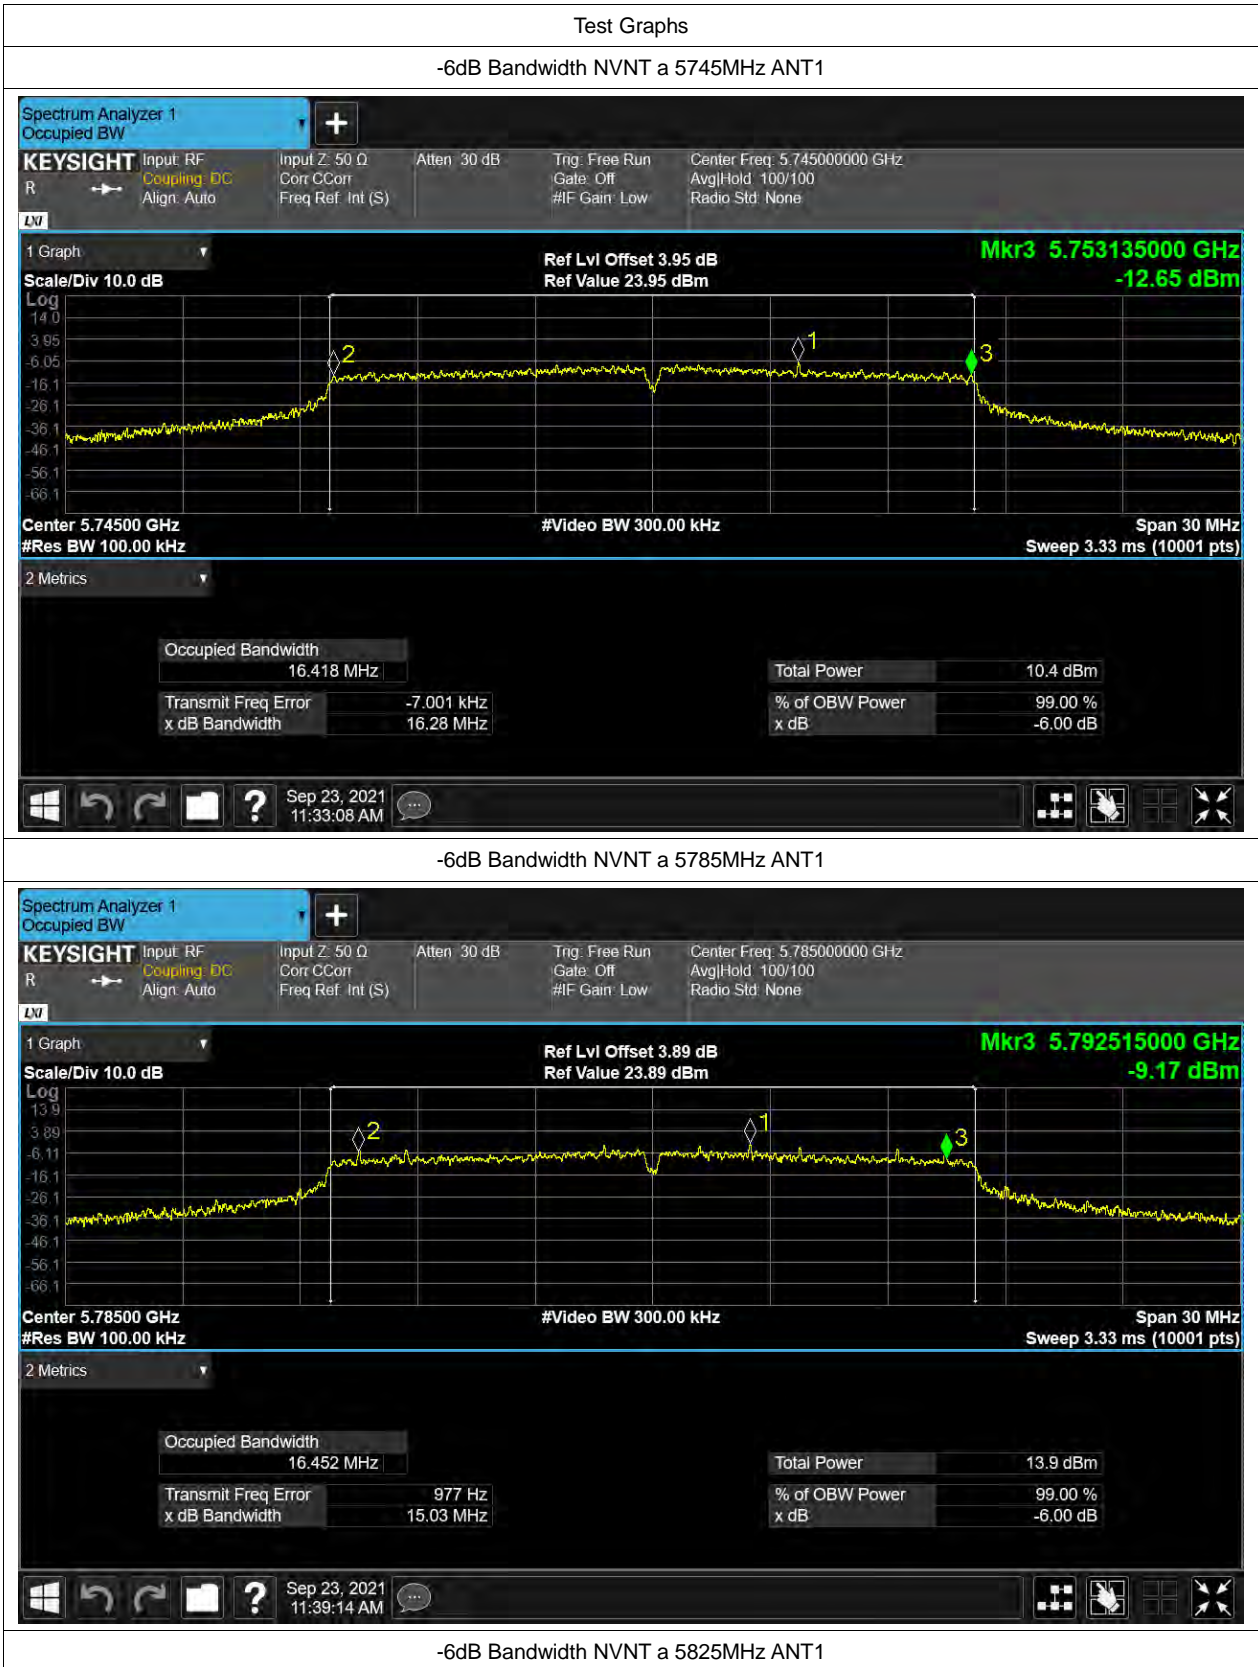 Test Graphs
-6dB Bandwidth NVNT a 5745MHz ANT1
Spectrum Analyzer 1
Occupied BW
+
KEYSIGHT Input: RF Input Z: 50 Ω Atten: 30 dB Trig: Free Run Center Freq: 5.745000000 GHz
R Coupling: DC Corr CCorr Gate: Off Avg|Hold: 100/100
Align: Auto Freq Ref: Int (S) #IF Gain: Low Radio Std: None
LXI
1 Graph Ref Lvl Offset 3.95 dB Mkr3 5.753135000 GHz
Scale/Div 10.0 dB Ref Value 23.95 dBm -12.65 dBm
Log
14.0
3.95
-6.05
-16.1
-26.1
-36.1
-46.1
-56.1
-66.1
2
1
3
Center 5.74500 GHz #Video BW 300.00 kHz Span 30 MHz
#Res BW 100.00 kHz Sweep 3.33 ms (10001 pts)
2 Metrics
Occupied Bandwidth
16.418 MHz Total Power 10.4 dBm
Transmit Freq Error -7.001 kHz % of OBW Power 99.00 %
x dB Bandwidth 16.28 MHz x dB -6.00 dB
? Sep 23, 2021
11:33:08 AM
-6dB Bandwidth NVNT a 5785MHz ANT1
Spectrum Analyzer 1
Occupied BW
+
KEYSIGHT Input: RF Input Z: 50 Ω Atten: 30 dB Trig: Free Run Center Freq: 5.785000000 GHz
R Coupling: DC Corr CCorr Gate: Off Avg|Hold: 100/100
Align: Auto Freq Ref: Int (S) #IF Gain: Low Radio Std: None
LXI
1 Graph Ref Lvl Offset 3.89 dB Mkr3 5.792515000 GHz
Scale/Div 10.0 dB Ref Value 23.89 dBm -9.17 dBm
Log
13.9
3.89
-6.11
-16.1
-26.1
-36.1
-46.1
-56.1
-66.1
2
1
3
Center 5.78500 GHz #Video BW 300.00 kHz Span 30 MHz
#Res BW 100.00 kHz Sweep 3.33 ms (10001 pts)
2 Metrics
Occupied Bandwidth
16.452 MHz Total Power 13.9 dBm
Transmit Freq Error 977 Hz % of OBW Power 99.00 %
x dB Bandwidth 15.03 MHz x dB -6.00 dB
? Sep 23, 2021
11:39:14 AM
-6dB Bandwidth NVNT a 5825MHz ANT1